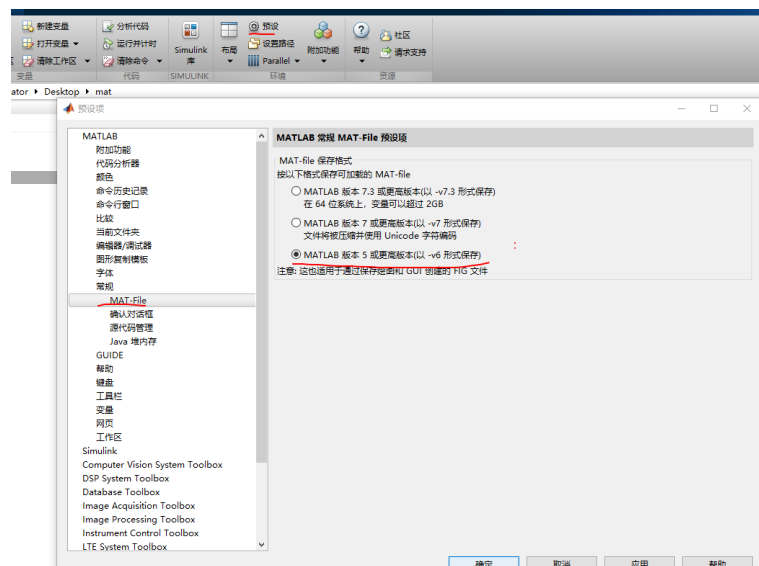 新建变量 分析代码 预设 社区
打开变量 运行并计时 Simulink 布局 设置路径 附加功能 帮助 请求支持
区 清除工作区 清除命令 库 Parallel
变量 代码 SIMULINK 环境 资源
ator Desktop mat
预设项
MATLAB
附加功能
代码分析器
颜色
命令历史记录
命令行窗口
比较
当前文件夹
编辑器/调试器
图形复制模板
字体
常规
MAT-File
确认对话框
源代码管理
Java 堆内存
GUIDE
帮助
键盘
工具栏
变量
网页
工作区
Simulink
Computer Vision System Toolbox
DSP System Toolbox
Database Toolbox
Image Acquisition Toolbox
Image Processing Toolbox
Instrument Control Toolbox
LTE System Toolbox
MATLAB 常规 MAT-File 预设项
MAT-file 保存格式
按以下格式保存可加载的 MAT-file
MATLAB 版本 7.3 或更高版本(以 -v7.3 形式保存)
在 64 位系统上，变量可以超过 2GB
MATLAB 版本 7 或更高版本(以 -v7 形式保存)
文件将被压缩并使用 Unicode 字符编码
MATLAB 版本 5 或更高版本(以 -v6 形式保存)
注意: 这也适用于通过保存绘图和 GUI 创建的 FIG 文件
确定 取消 应用 帮助